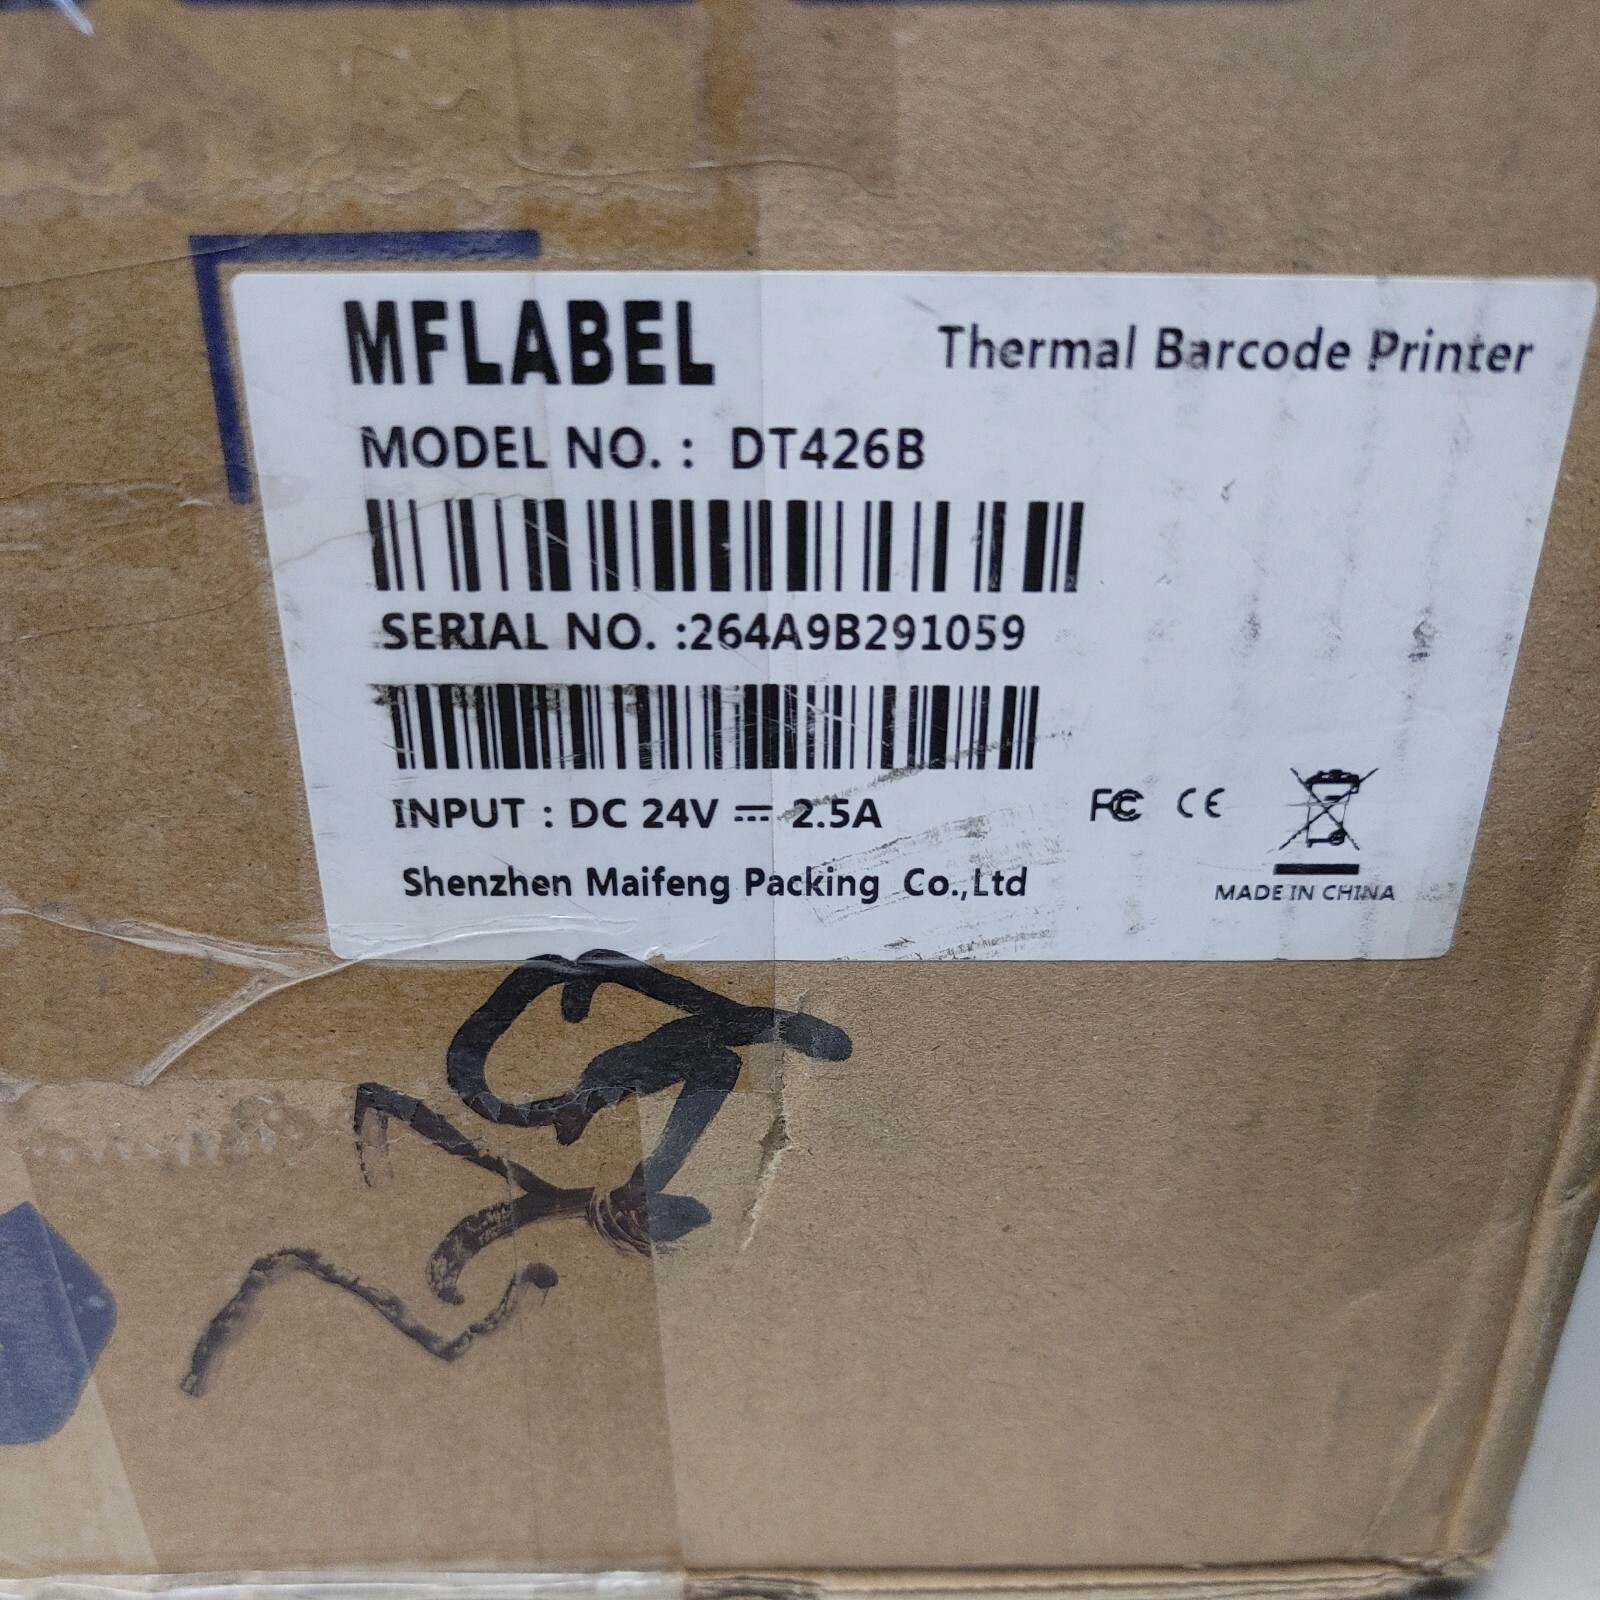 MFLABEL
Thermal Barcode Printer
MODEL NO. : DT426B
SERIAL NO. :264A9B291059
INPUT : DC 24V ⎓ 2.5A
FC CE
Shenzhen Maifeng Packing Co.,Ltd
MADE IN CHINA